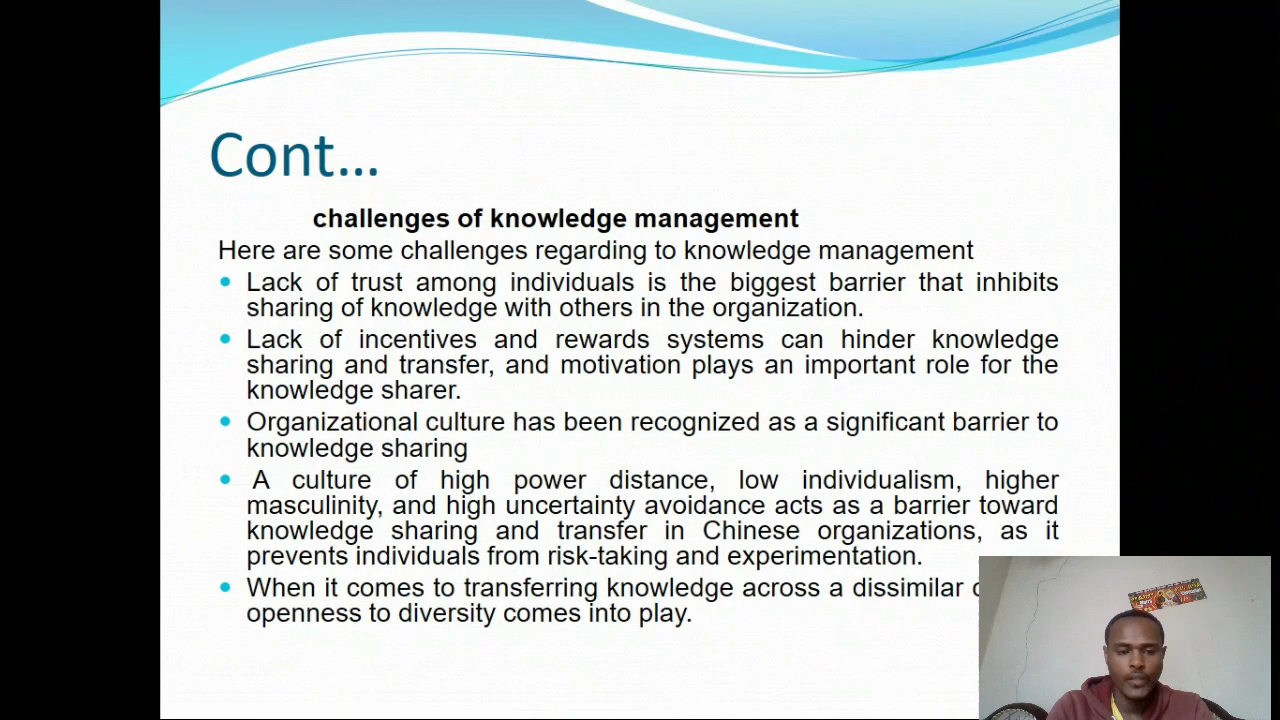 Cont...
challenges of knowledge management
Here are some challenges regarding to knowledge management
Lack of trust among individuals is the biggest barrier that inhibits
sharing of knowledge with others in the organization.
Lack of incentives and rewards systems can hinder knowledge
sharing and transfer, and motivation plays an important role for the
knowledge sharer.
Organizational culture has been recognized as a significant barrier to
knowledge sharing
A culture of high power distance, low individualism, higher
masculinity, and high uncertainty avoidance acts as a barrier toward
knowledge sharing and transfer in Chinese organizations, as it
prevents individuals from risk-taking and experimentation.
When it comes to transferring knowledge across a dissimilar
openness to diversity comes into play.